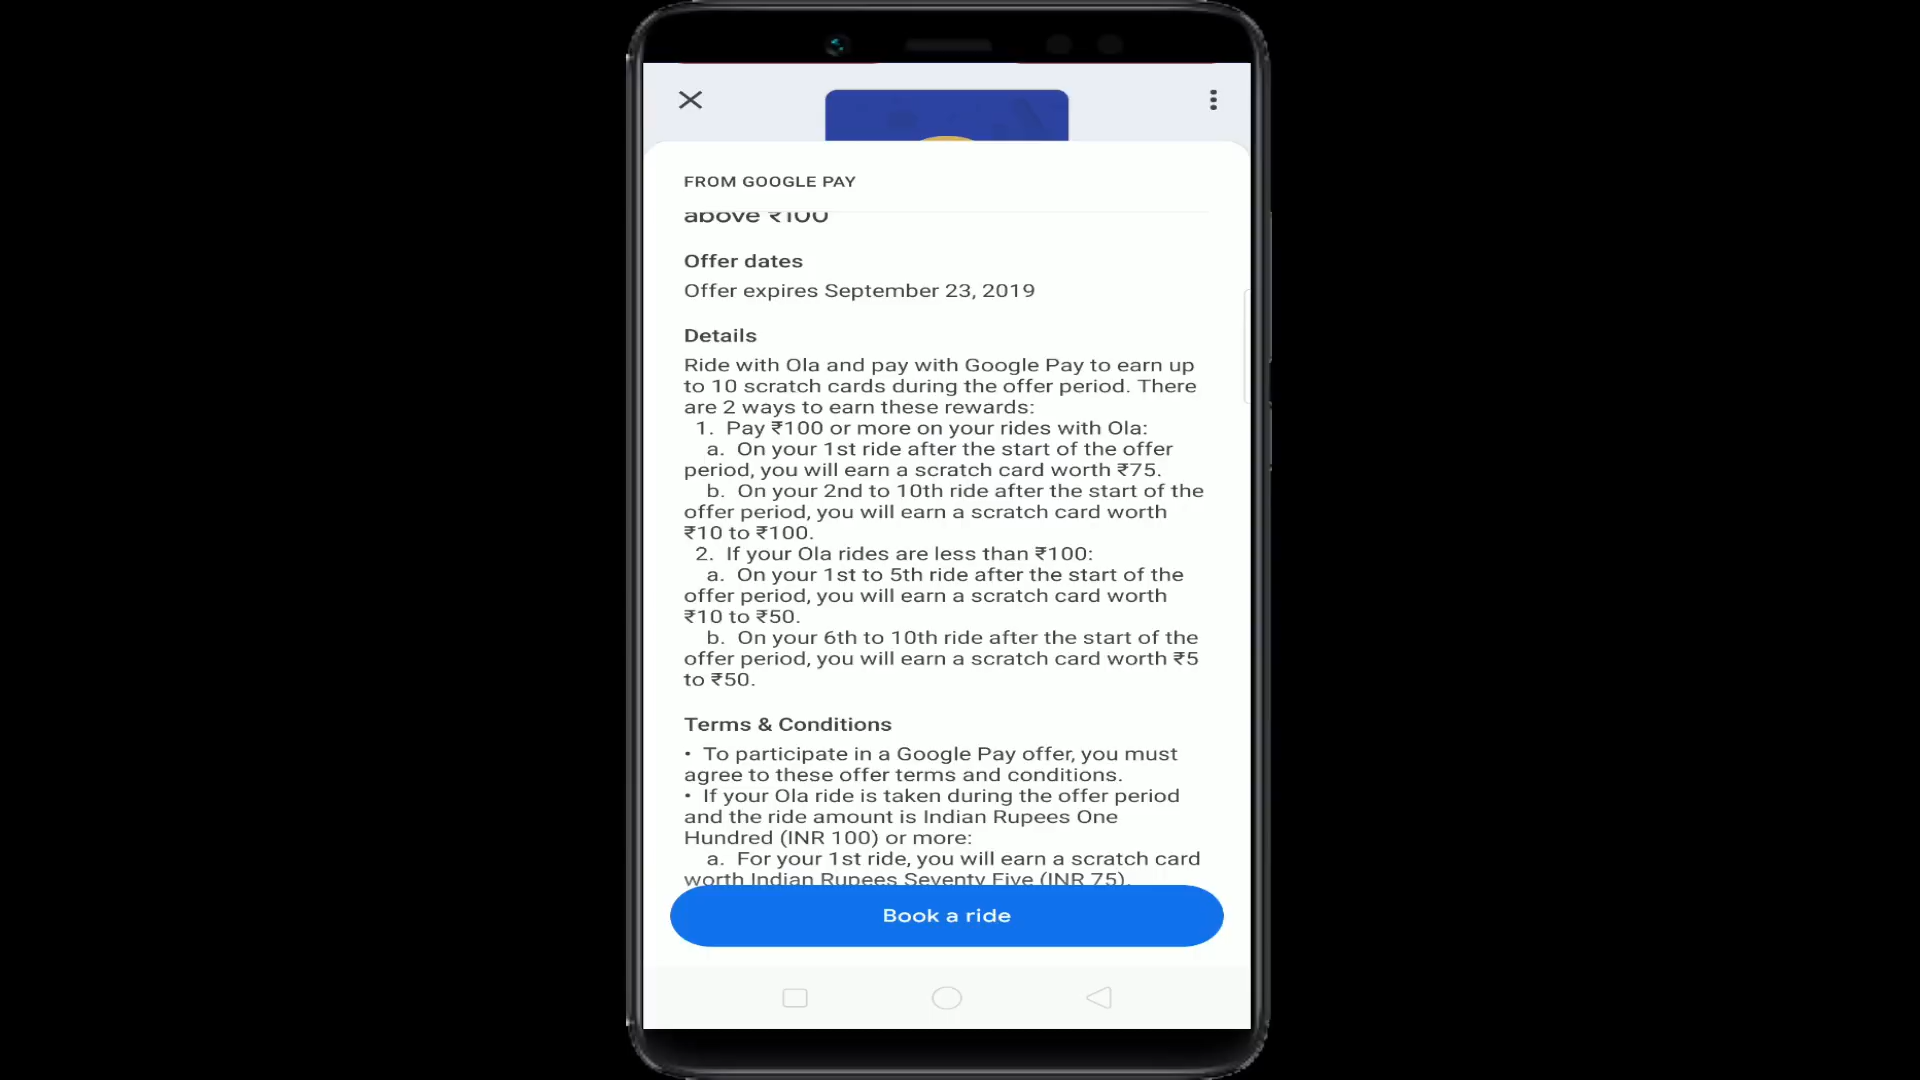 FROM GOOGLE PAY
above ₹100
Offer dates
Offer expires September 23, 2019
Details
Ride with Ola and pay with Google Pay to earn up
to 10 scratch cards during the offer period. There
are 2 ways to earn these rewards:
1. Pay ₹100 or more on your rides with Ola:
a. On your 1st ride after the start of the offer
period, you will earn a scratch card worth ₹75.
b. On your 2nd to 10th ride after the start of the
offer period, you will earn a scratch card worth
₹10 to ₹100.
2. If your Ola rides are less than ₹100:
a. On your 1st to 5th ride after the start of the
offer period, you will earn a scratch card worth
₹10 to ₹50.
b. On your 6th to 10th ride after the start of the
offer period, you will earn a scratch card worth ₹5
to ₹50.
Terms & Conditions
• To participate in a Google Pay offer, you must
agree to these offer terms and conditions.
• If your Ola ride is taken during the offer period
and the ride amount is Indian Rupees One
Hundred (INR 100) or more:
a. For your 1st ride, you will earn a scratch card
worth Indian Rupees Seventy Five (INR 75).
Book a ride